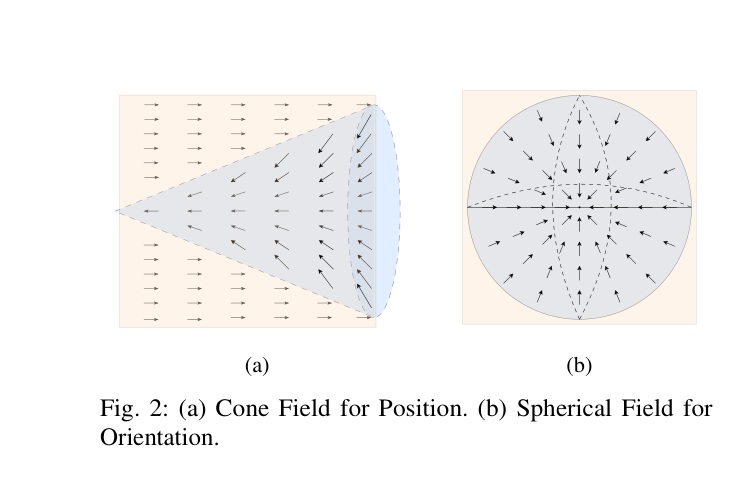 (a)
(b)
Fig. 2: (a) Cone Field for Position. (b) Spherical Field for
Orientation.